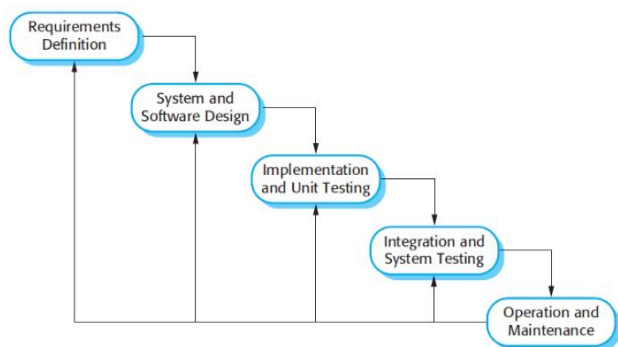 Requirements
Definition
System and
Software Design
Implementation
and Unit Testing
Integration and
System Testing
Operation and
Maintenance